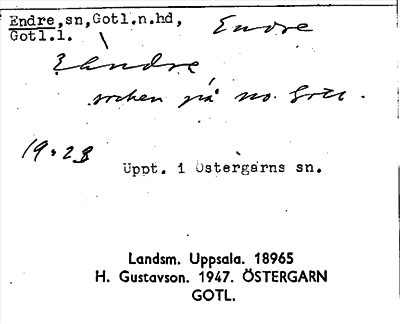 Endre, sn, Gotl.n.hd, Endre
Gotl.l.
socken på no. Gotl.
19.23
Uppt. i Östergarns sn.
Landsm. Uppsala. 18965
H. Gustavson. 1947. ÖSTERGARN
GOTL.